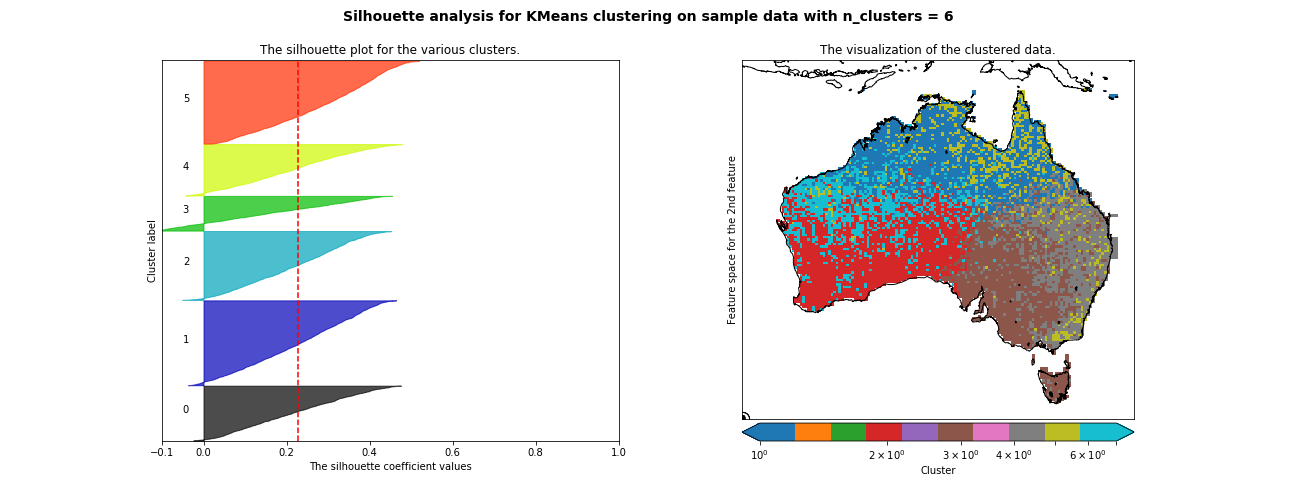 Silhouette analysis for KMeans clustering on sample data with n_clusters = 6
The silhouette plot for the various clusters.
Cluster label
5
4
3
2
1
0
−0.1 0.0 0.2 0.4 0.6 0.8 1.0
The silhouette coefficient values
The visualization of the clustered data.
Feature space for the 2nd feature
10⁰ 2 × 10⁰ 3 × 10⁰ 4 × 10⁰ 6 × 10⁰
Cluster